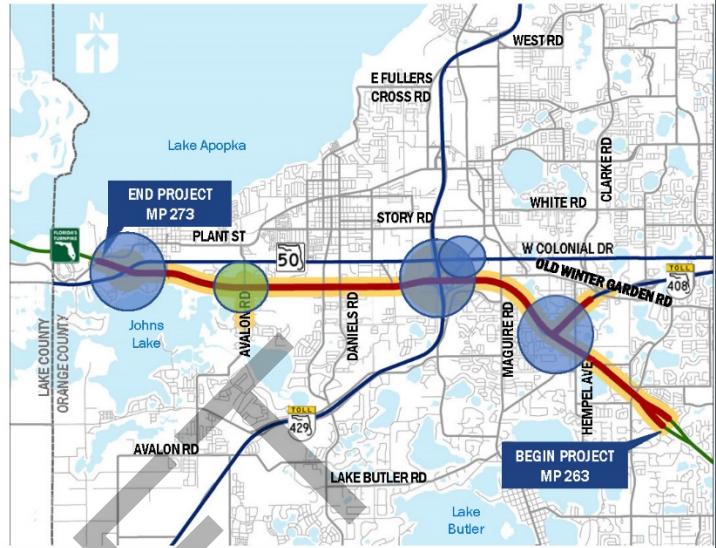 N
WEST RD
E FULLERS
CROSS RD
Lake Apopka
CLARKE RD
END PROJECT
MP 273
WHITE RD
STORY RD
PLANT ST
FLORIDA'S
TURNPIKE
50
W COLONIAL DR
OLD WINTER GARDEN RD
TOLL
408
Johns
Lake
AVALON RD
DANIELS RD
MAGUIRE RD
HEMPEL AVE
LAKE COUNTY
ORANGE COUNTY
TOLL
429
AVALON RD
LAKE BUTLER RD
BEGIN PROJECT
MP 263
Lake
Butler